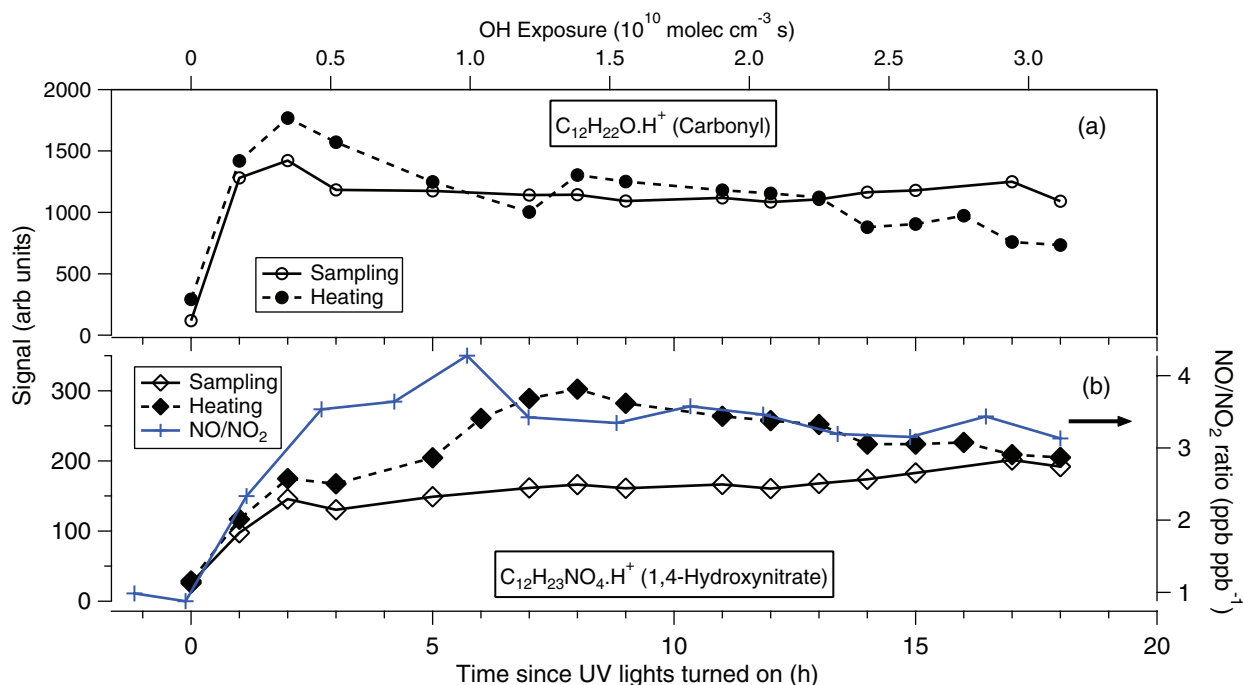 OH Exposure (10¹⁰ molec cm⁻³ s)
0 0.5 1.0 1.5 2.0 2.5 3.0
2000
1500
1000
500
0
C₁₂H₂₂O.H⁺ (Carbonyl)
(a)
Sampling
Heating
Signal (arb units)
300
200
100
0
Sampling
Heating
NO/NO₂
(b)
C₁₂H₂₃NO₄.H⁺ (1,4-Hydroxynitrate)
4
3
2
1
NO/NO₂ ratio (ppb ppb⁻¹)
0 5 10 15 20
Time since UV lights turned on (h)